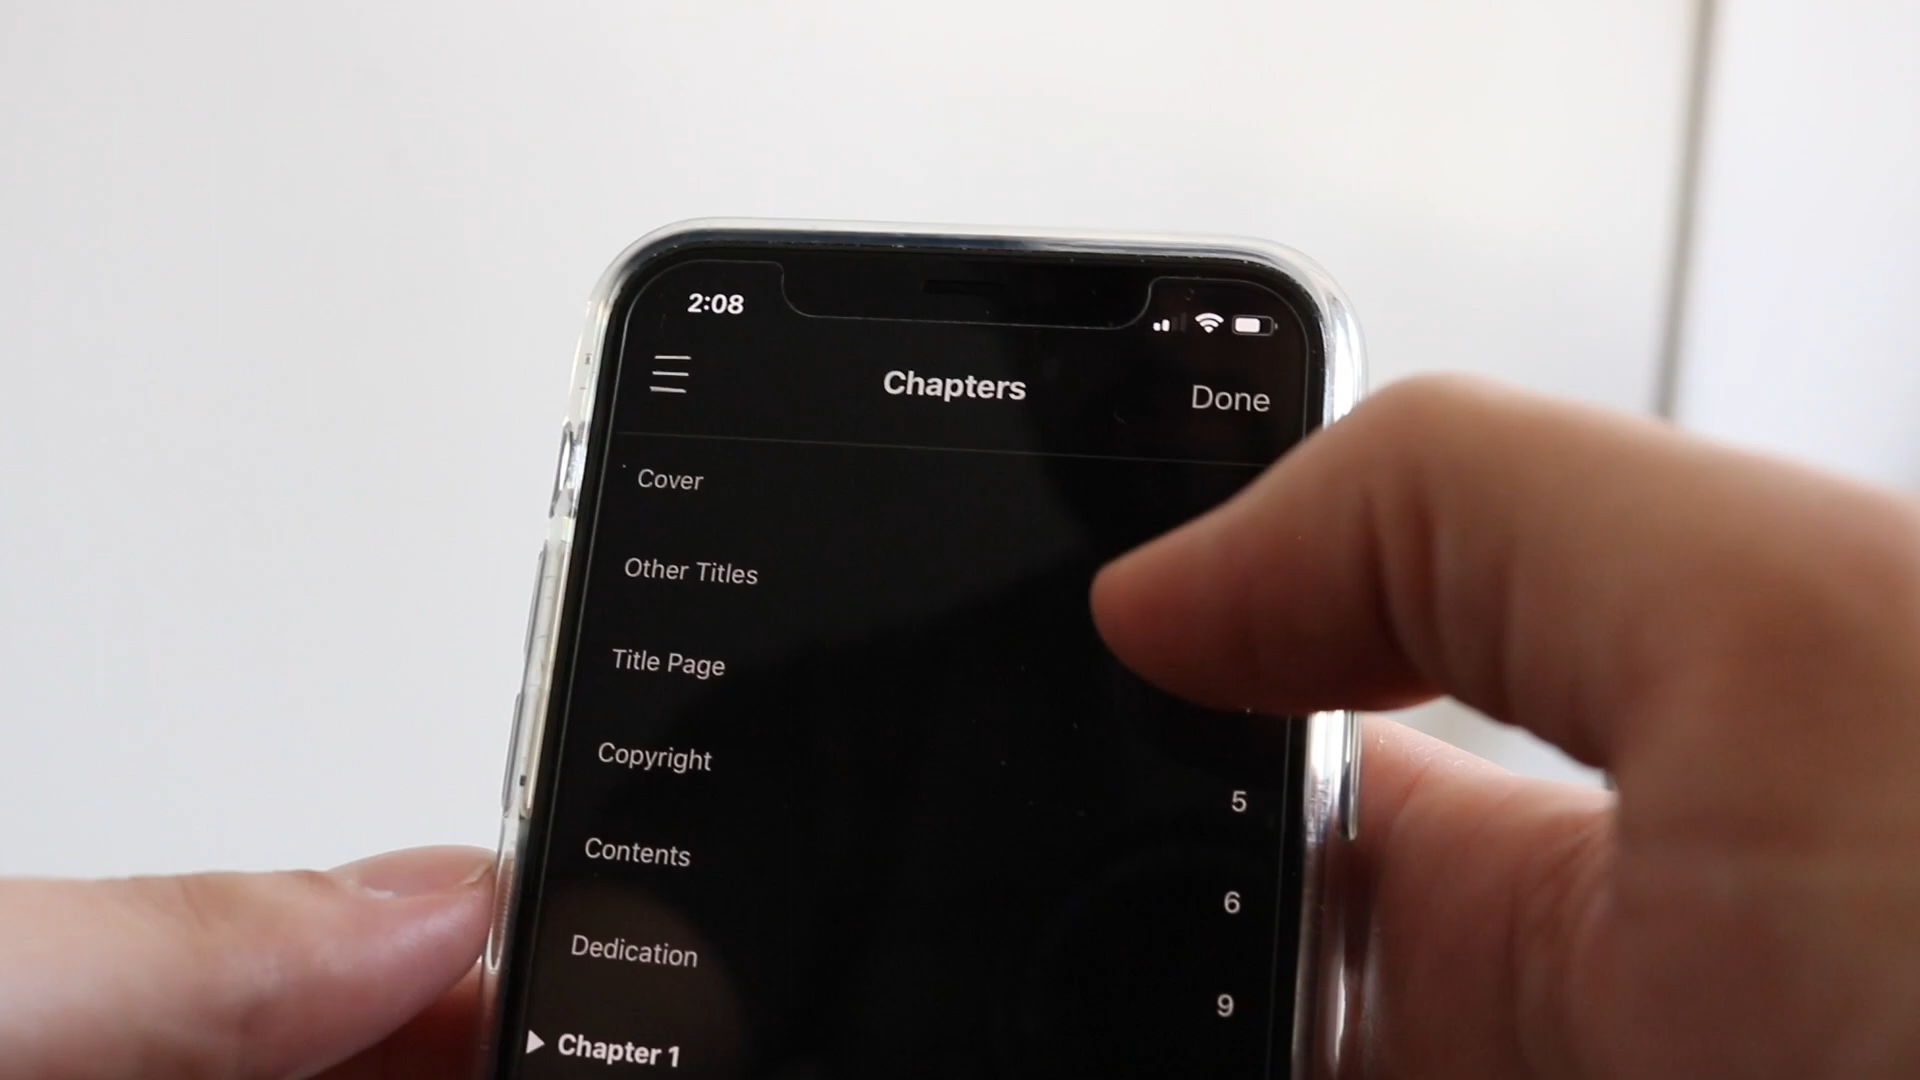 2:08
Chapters
Done
Cover
Other Titles
Title Page
Copyright 5
Contents 6
Dedication 9
Chapter 1